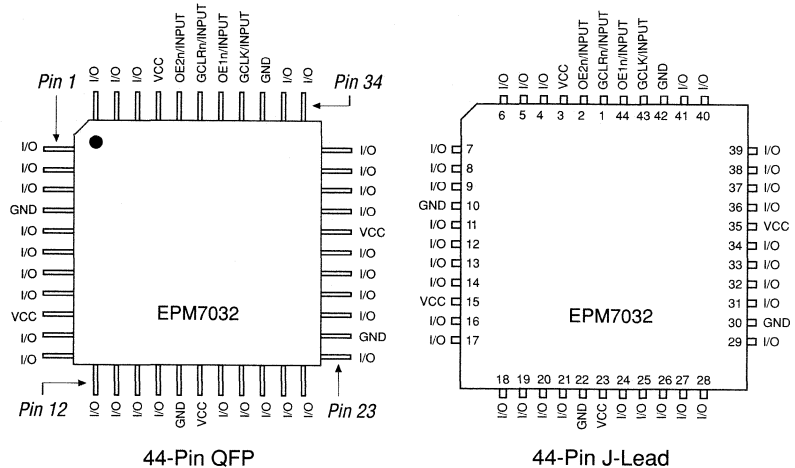 Pin 1
I/O
I/O
I/O
VCC
OE2n/INPUT
GCLRn/INPUT
OE1n/INPUT
GCLK/INPUT
GND
I/O
I/O
Pin 34
I/O
I/O
I/O
GND
I/O
I/O
I/O
I/O
VCC
I/O
I/O
I/O
I/O
I/O
I/O
VCC
I/O
I/O
I/O
I/O
GND
I/O
EPM7032
Pin 12
I/O
I/O
I/O
I/O
GND
VCC
I/O
I/O
I/O
I/O
I/O
Pin 23
44-Pin QFP
I/O
I/O
I/O
VCC
OE2n/INPUT
GCLRn/INPUT
OE1n/INPUT
GCLK/INPUT
GND
I/O
I/O
6 5 4 3 2 1 44 43 42 41 40
I/O 7
I/O 8
I/O 9
GND 10
I/O 11
I/O 12
I/O 13
I/O 14
VCC 15
I/O 16
I/O 17
39 I/O
38 I/O
37 I/O
36 I/O
35 VCC
34 I/O
33 I/O
32 I/O
31 I/O
30 GND
29 I/O
EPM7032
18 19 20 21 22 23 24 25 26 27 28
I/O
I/O
I/O
I/O
GND
VCC
I/O
I/O
I/O
I/O
I/O
44-Pin J-Lead